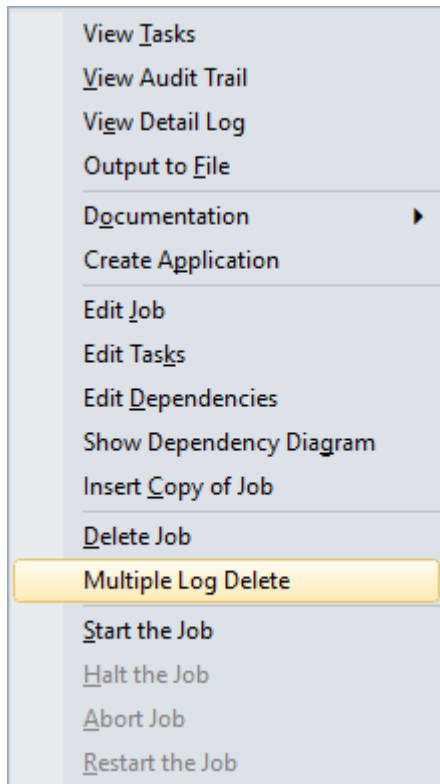 View Tasks
View Audit Trail
View Detail Log
Output to File
Documentation
Create Application
Edit Job
Edit Tasks
Edit Dependencies
Show Dependency Diagram
Insert Copy of Job
Delete Job
Multiple Log Delete
Start the Job
Halt the Job
Abort Job
Restart the Job